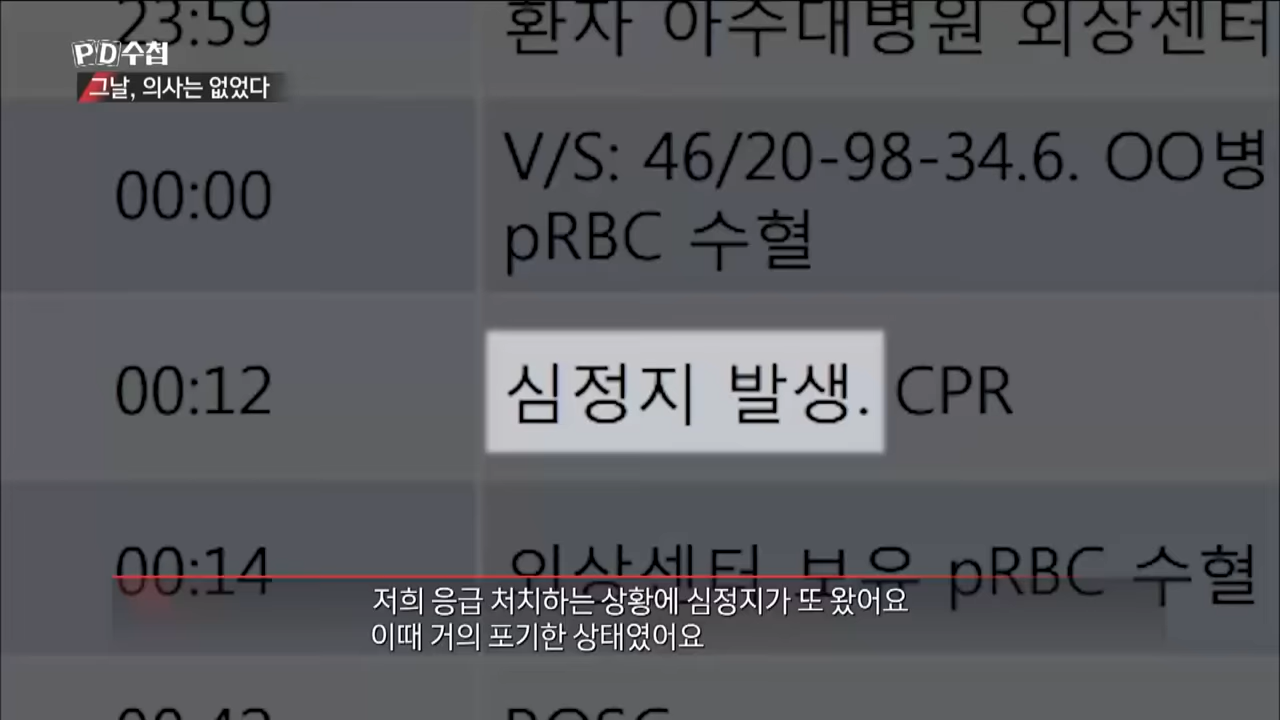 PD수첩
그날, 의사는 없었다
23:59 환자 아주대병원 외상센터
00:00 V/S: 46/20-98-34.6. OO병
pRBC 수혈
00:12 심정지 발생. CPR
00:14 외상센터 보유 pRBC 수혈
저희 응급 처치하는 상황에 심정지가 또 왔어요
이때 거의 포기한 상태였어요
ROSC